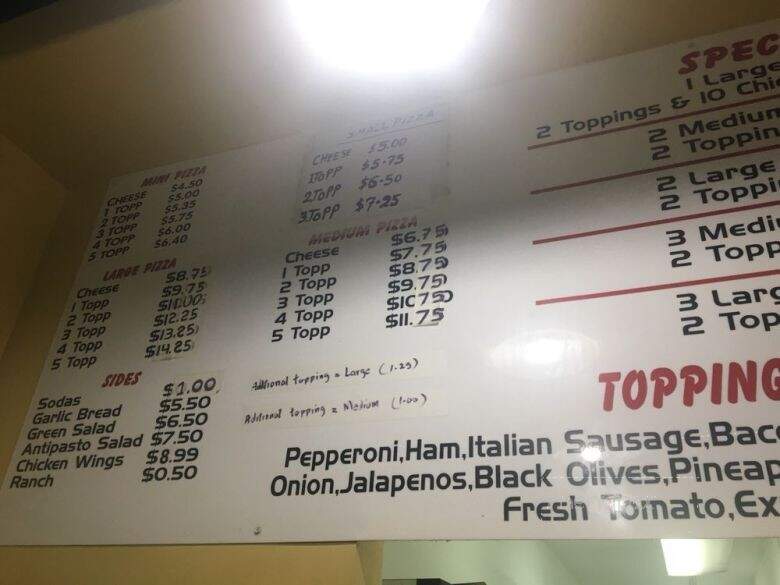 MINI PIZZA
CHEESE $4.50
1 TOPP $5.00
2 TOPP $5.35
3 TOPP $5.75
4 TOPP $6.00
5 TOPP $6.40
SMALL PIZZA
CHEESE $5.00
1TOPP $5.75
2TOPP $6.50
3TOPP $7.25
LARGE PIZZA
Cheese $8.75
1 Topp $9.75
2 Topp $11.00
3 Topp $12.25
4 Topp $13.25
5 Topp $14.25
MEDIUM PIZZA
Cheese $6.75
1 Topp $7.75
2 Topp $8.75
3 Topp $9.75
4 Topp $10.75
5 Topp $11.75
SIDES
Sodas $1.00
Garlic Bread $5.50
Green Salad $6.50
Antipasto Salad $7.50
Chicken Wings $8.99
Ranch $0.50
Additional topping = Large (1.25)
Additional topping = Medium (1.00)
SPEC
1 Large
2 Toppings & 10 Chi
2 Medium
2 Toppin
2 Large
2 Toppi
3 Medi
2 Topp
3 Larg
2 Top
TOPPING
Pepperoni,Ham,Italian Sausage,Bac
Onion,Jalapenos,Black Olives,Pineap
Fresh Tomato,Ex